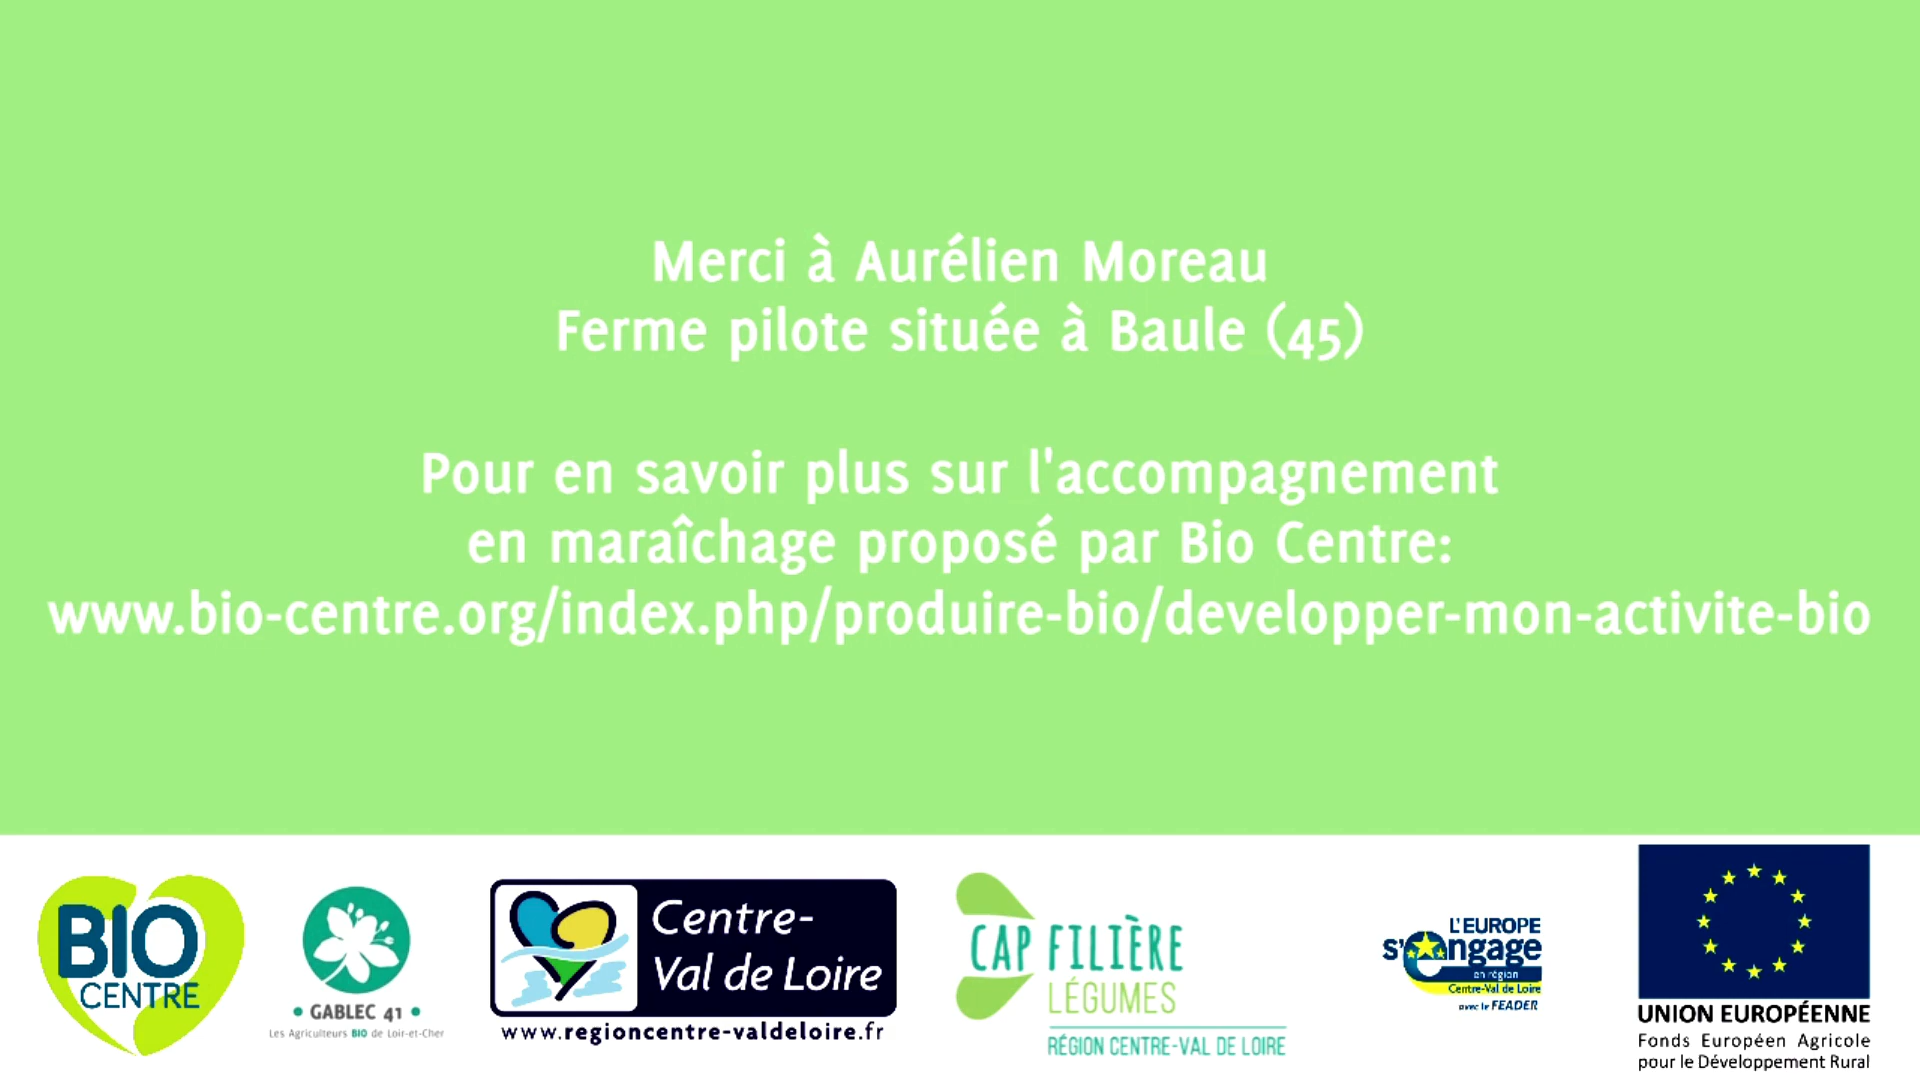 Merci à Aurélien Moreau
Ferme pilote située à Baule (45)
Pour en savoir plus sur l'accompagnement
en maraîchage proposé par Bio Centre:
www.bio-centre.org/index.php/produire-bio/developper-mon-activite-bio
BIO
CENTRE
• GABLEC 41 •
Les Agriculteurs BIO de Loir-et-Cher
Centre-
Val de Loire
www.regioncentre-valdeloire.fr
CAP FILIÈRE
LÉGUMES
RÉGION CENTRE-VAL DE LOIRE
L'EUROPE
s'engage
en région
Centre-Val de Loire
avec le FEADER
UNION EUROPÉENNE
Fonds Européen Agricole
pour le Développement Rural